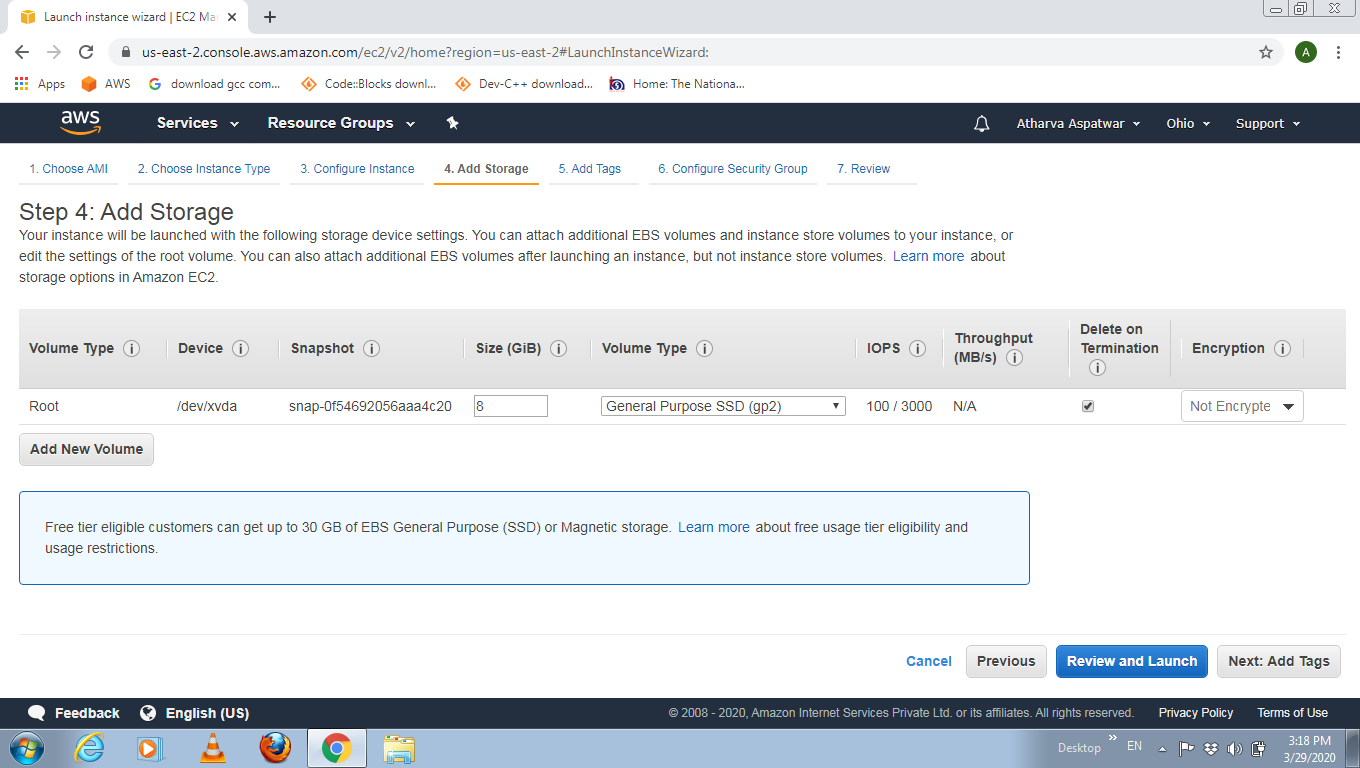 Launch instance wizard | EC2 Ma
us-east-2.console.aws.amazon.com/ec2/v2/home?region=us-east-2#LaunchInstanceWizard:
A
Apps AWS download gcc com... Code::Blocks downl... Dev-C++ download... Home: The Nationa...
aws Services Resource Groups Atharva Aspatwar Ohio Support
1. Choose AMI 2. Choose Instance Type 3. Configure Instance 4. Add Storage 5. Add Tags 6. Configure Security Group 7. Review
Step 4: Add Storage
Your instance will be launched with the following storage device settings. You can attach additional EBS volumes and instance store volumes to your instance, or
edit the settings of the root volume. You can also attach additional EBS volumes after launching an instance, but not instance store volumes. Learn more about
storage options in Amazon EC2.
Volume Type i Device i Snapshot i Size (GiB) i Volume Type i IOPS i Throughput (MB/s) i Delete on Termination i Encryption i
Root /dev/xvda snap-0f54692056aaa4c20 8 General Purpose SSD (gp2) 100 / 3000 N/A Not Encrypte
Add New Volume
Free tier eligible customers can get up to 30 GB of EBS General Purpose (SSD) or Magnetic storage. Learn more about free usage tier eligibility and
usage restrictions.
Cancel Previous Review and Launch Next: Add Tags
Feedback English (US) © 2008 - 2020, Amazon Internet Services Private Ltd. or its affiliates. All rights reserved. Privacy Policy Terms of Use
Desktop EN 3:18 PM
3/29/2020